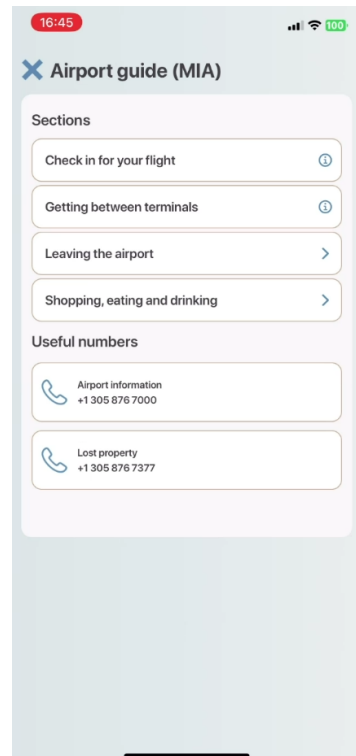 16:45
100
Airport guide (MIA)
Sections
Check in for your flight
Getting between terminals
Leaving the airport
Shopping, eating and drinking
Useful numbers
Airport information
+1 305 876 7000
Lost property
+1 305 876 7377